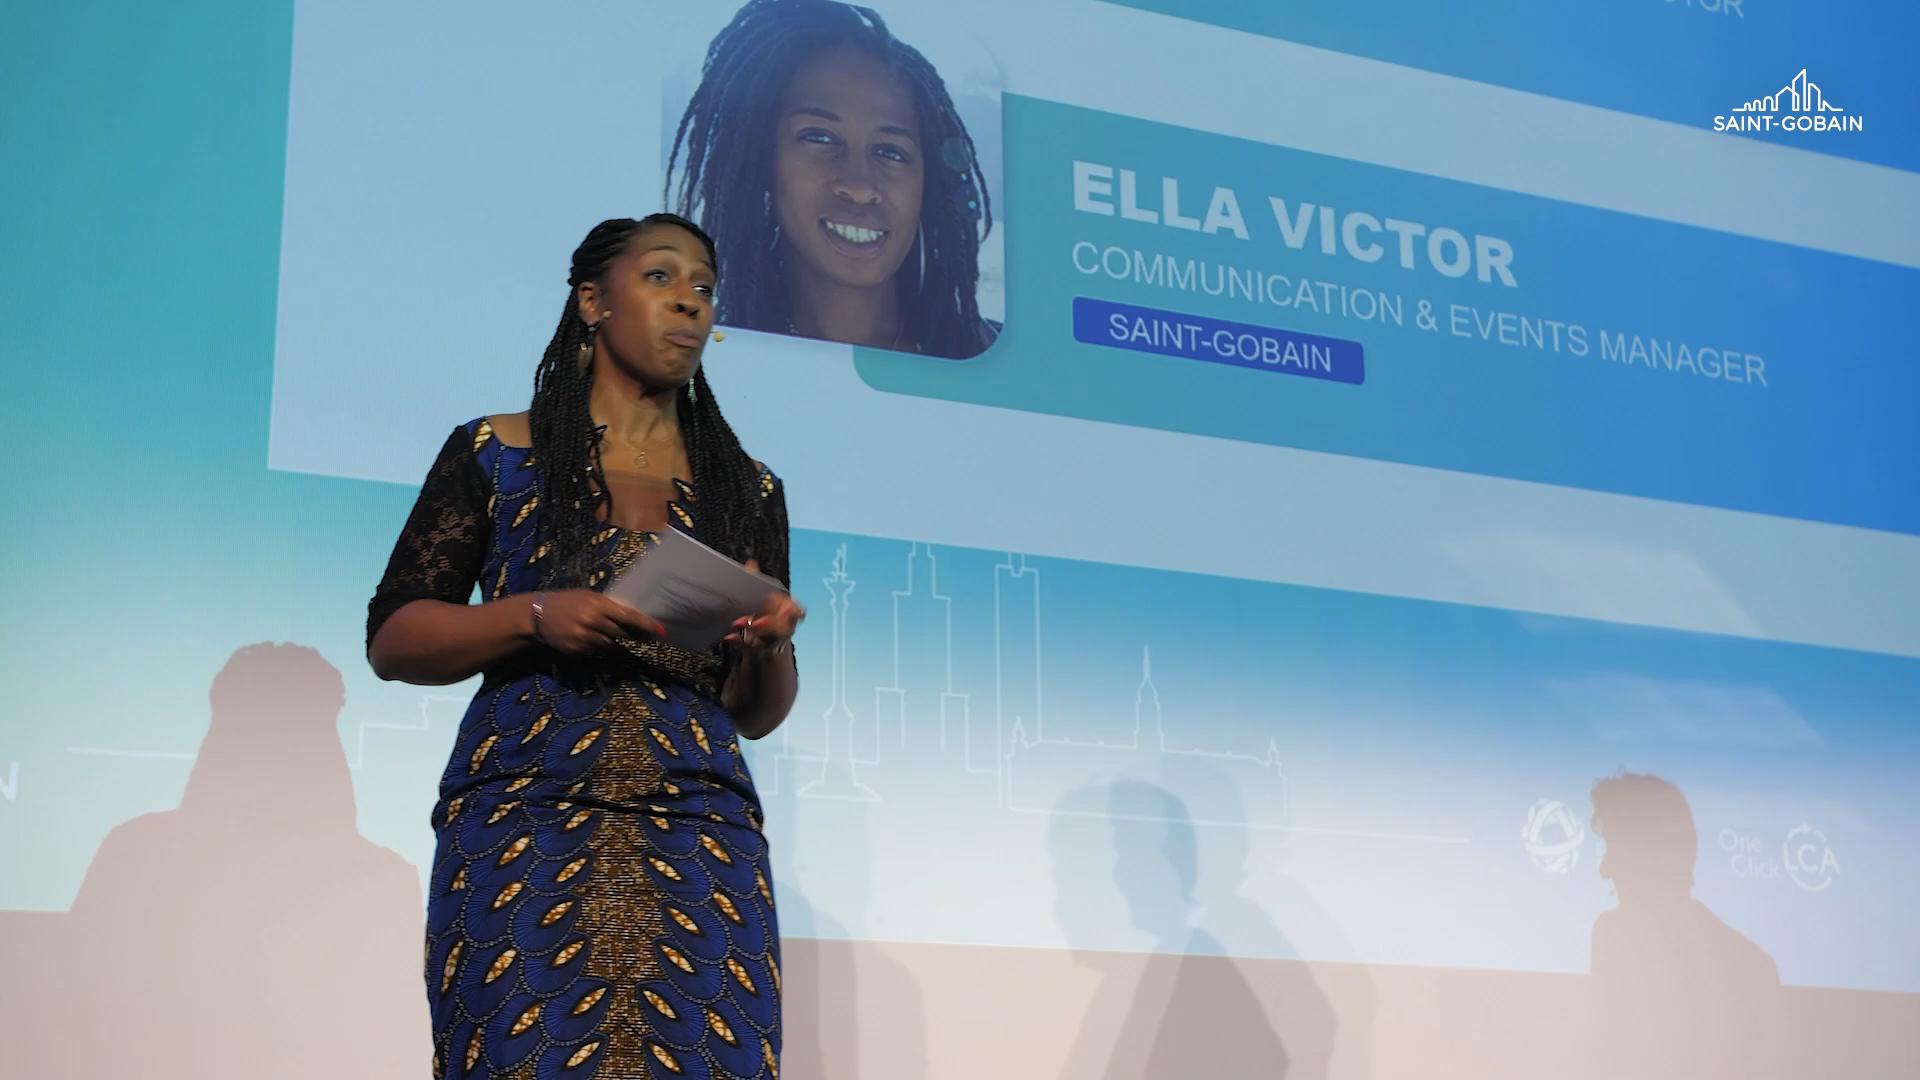 SAINT-GOBAIN
ELLA VICTOR
COMMUNICATION & EVENTS MANAGER
SAINT-GOBAIN
One
Click LCA